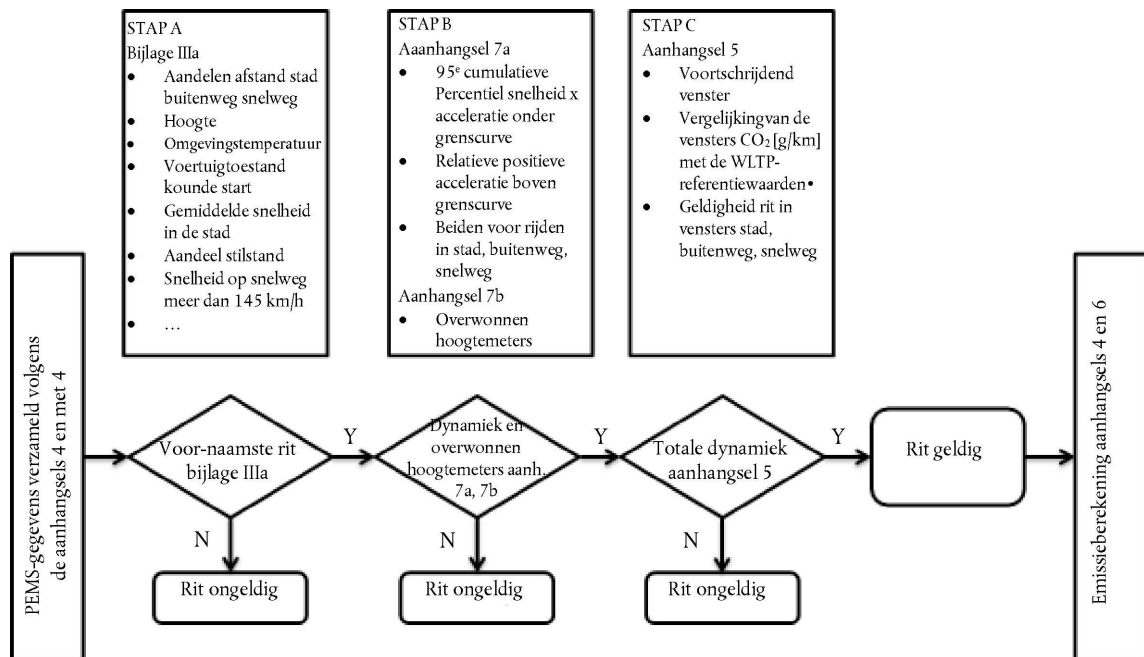 STAP A
Bijlage IIIa
• Aandelen afstand stad
buitenweg snelweg
• Hoogte
• Omgevingstemperatuur
• Voertuigtoestand
kounde start
• Gemiddelde snelheid
in de stad
• Aandeel stilstand
• Snelheid op snelweg
meer dan 145 km/h
• …
STAP B
Aaanhangsel 7a
• 95e cumulatieve
Percentiel snelheid x
acceleratie onder
grenscurve
• Relatieve positieve
acceleratie boven
grenscurve
• Beiden voor rijden
in stad, buitenweg,
snelweg
Aanhangsel 7b
• Overwonnen
hoogtemeters
STAP C
Aanhangsel 5
• Voortschrijdend
venster
• Vergelijkingvan de
vensters CO₂ [g/km]
met de WLTP-
referentiewaarden•
• Geldigheid rit in
vensters stad,
buitenweg, snelweg
PEMS-gegevens verzameld volgens
de aanhangsels 4 en met 4
Voor-naamste rit
bijlage IIIa
Y
N
Rit ongeldig
Dynamiek en
overwonnen
hoogtemeters aanh.
7a, 7b
Y
N
Rit ongeldig
Totale dynamiek
aanhangsel 5
Y
N
Rit ongeldig
Rit geldig
Emissieberekening aanhangsels 4 en 6